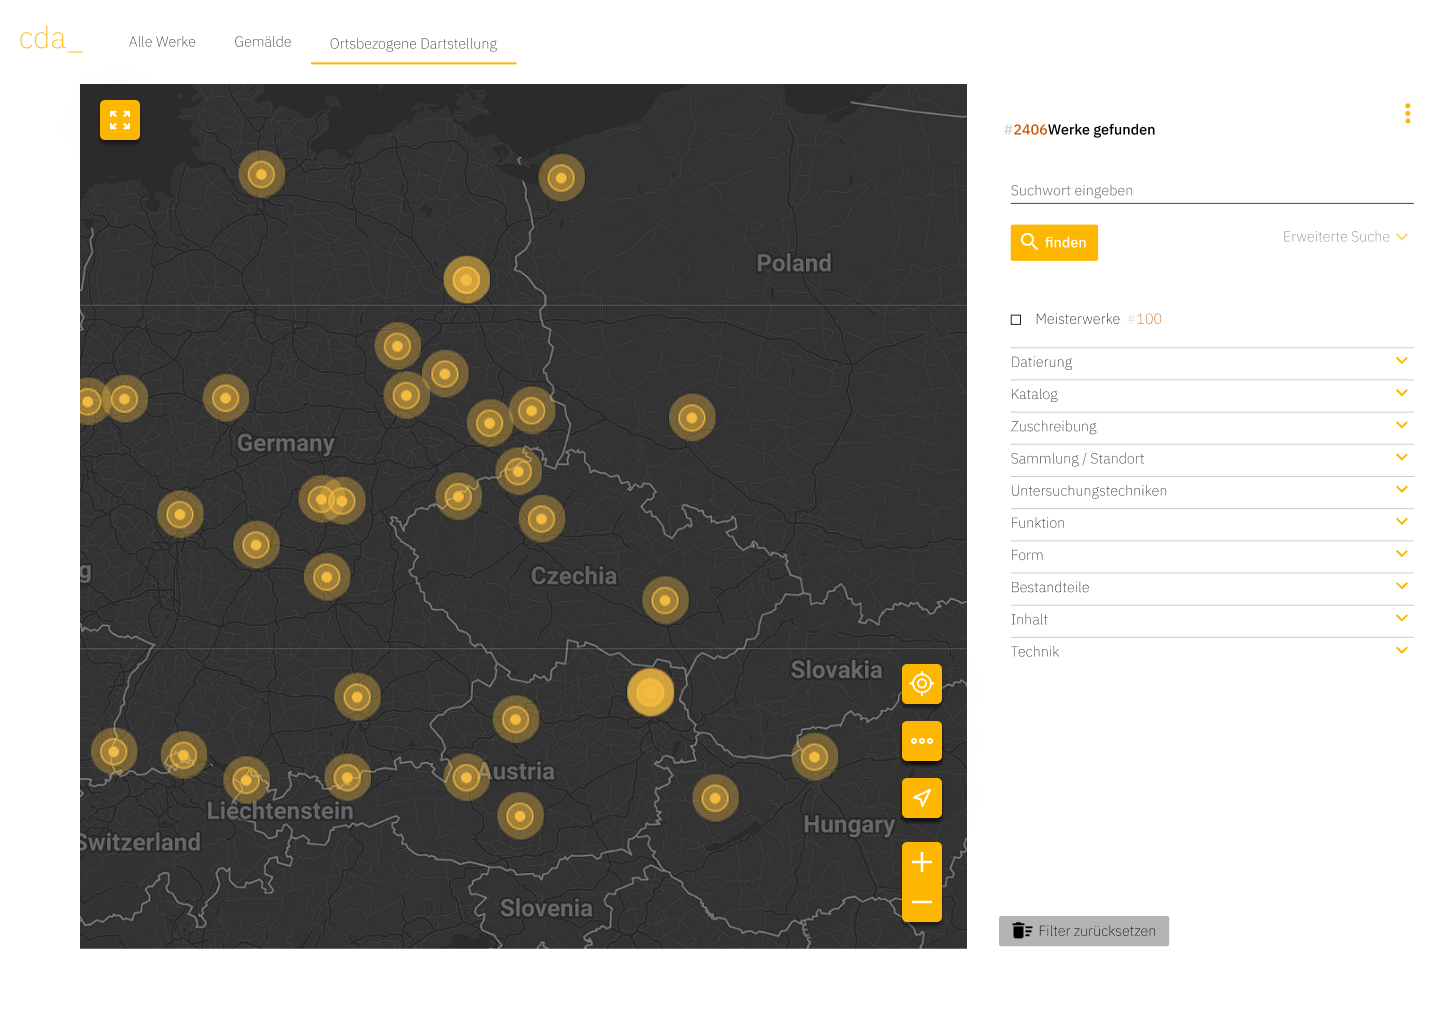 cda_
Alle Werke
Gemälde
Ortsbezogene Dartstellung
#2406Werke gefunden
Suchwort eingeben
finden
Erweiterte Suche
Meisterwerke #100
Datierung
Katalog
Zuschreibung
Sammlung / Standort
Untersuchungstechniken
Funktion
Form
Bestandteile
Inhalt
Technik
Filter zurücksetzen
Poland
Germany
g
Czechia
Slovakia
Austria
Liechtenstein
Switzerland
Hungary
Slovenia